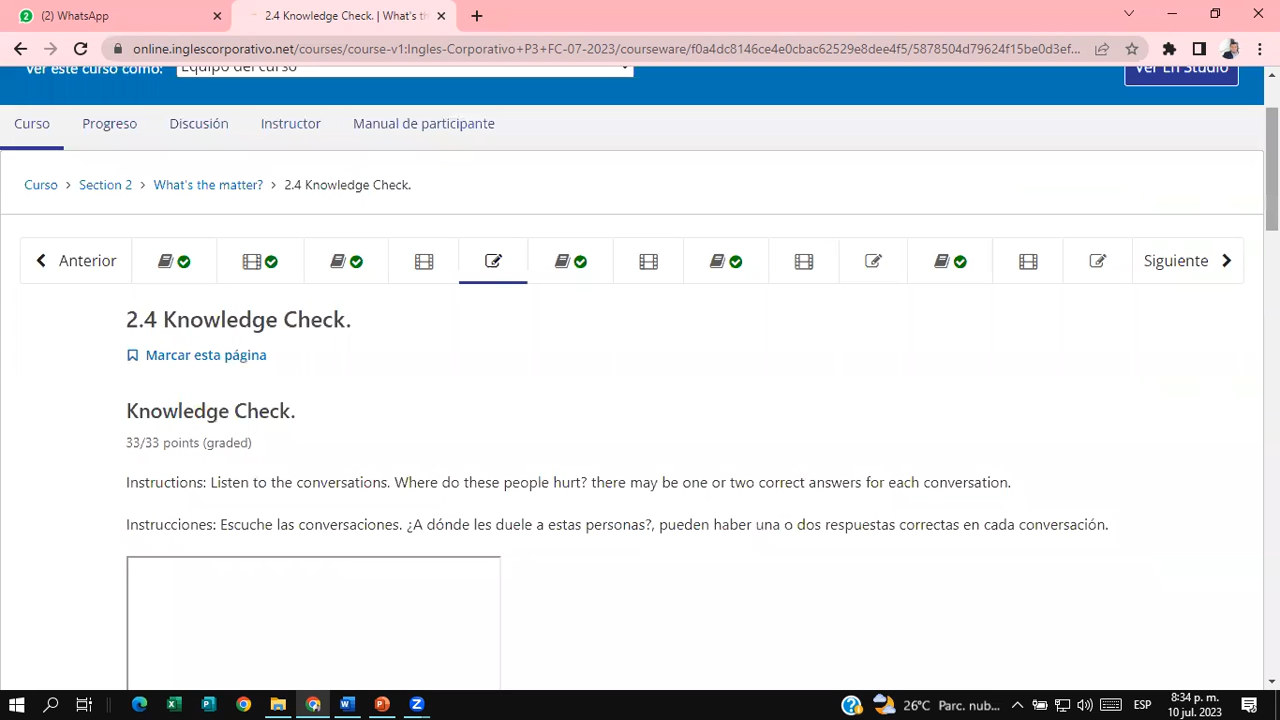 (2) WhatsApp
2.4 Knowledge Check. | What's th
online.inglescorporativo.net/courses/course-v1:Ingles-Corporativo+P3+FC-07-2023/courseware/f0a4dc8146ce4e0cbac62529e8dee4f5/5878504d79624f15be0d3ef...
Ver este curso como:
Equipo del curso
Ver En Studio
Curso
Progreso
Discusión
Instructor
Manual de participante
Curso > Section 2 > What's the matter? > 2.4 Knowledge Check.
Anterior
Siguiente
2.4 Knowledge Check.
Marcar esta página
Knowledge Check.
33/33 points (graded)
Instructions: Listen to the conversations. Where do these people hurt? there may be one or two correct answers for each conversation.
Instrucciones: Escuche las conversaciones. ¿A dónde les duele a estas personas?, pueden haber una o dos respuestas correctas en cada conversación.
26°C Parc. nub...
ESP
8:34 p. m.
10 jul. 2023